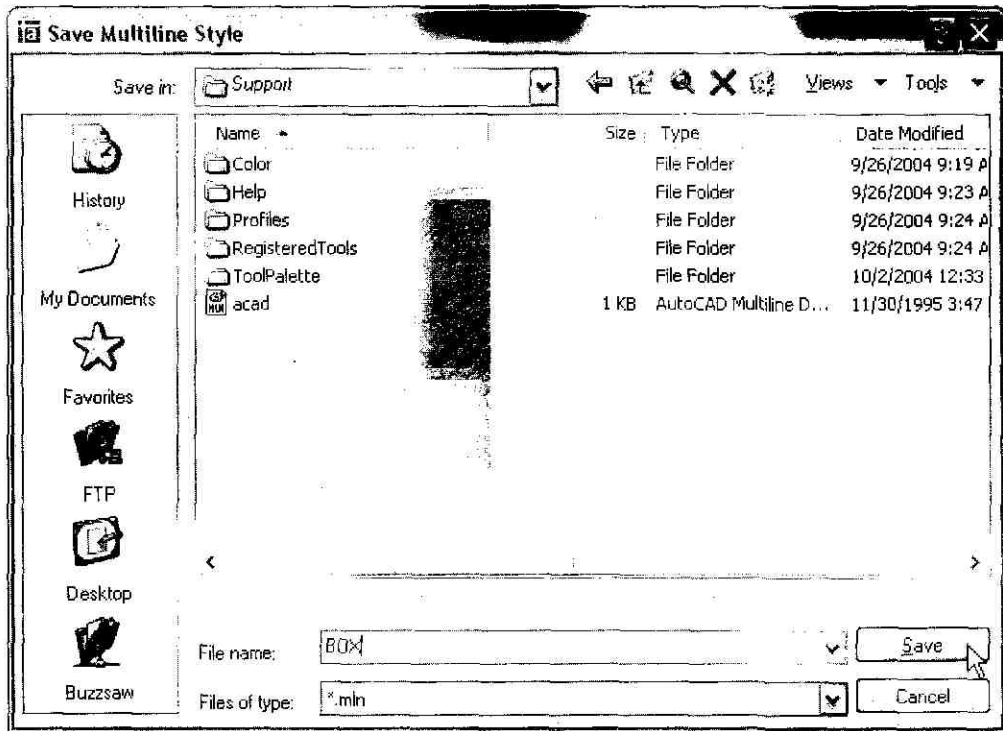 Save Multiline Style
Save in: Support Views Tools
Name Size Type Date Modified
Color File Folder 9/26/2004 9:19 A
Help File Folder 9/26/2004 9:23 A
Profiles File Folder 9/26/2004 9:24 A
RegisteredTools File Folder 9/26/2004 9:24 A
ToolPalette File Folder 10/2/2004 12:33
acad 1 KB AutoCAD Multiline D... 11/30/1995 3:47
History
My Documents
Favorites
FTP
Desktop
Buzzsaw
File name: BOX Save
Files of type: *.mln Cancel